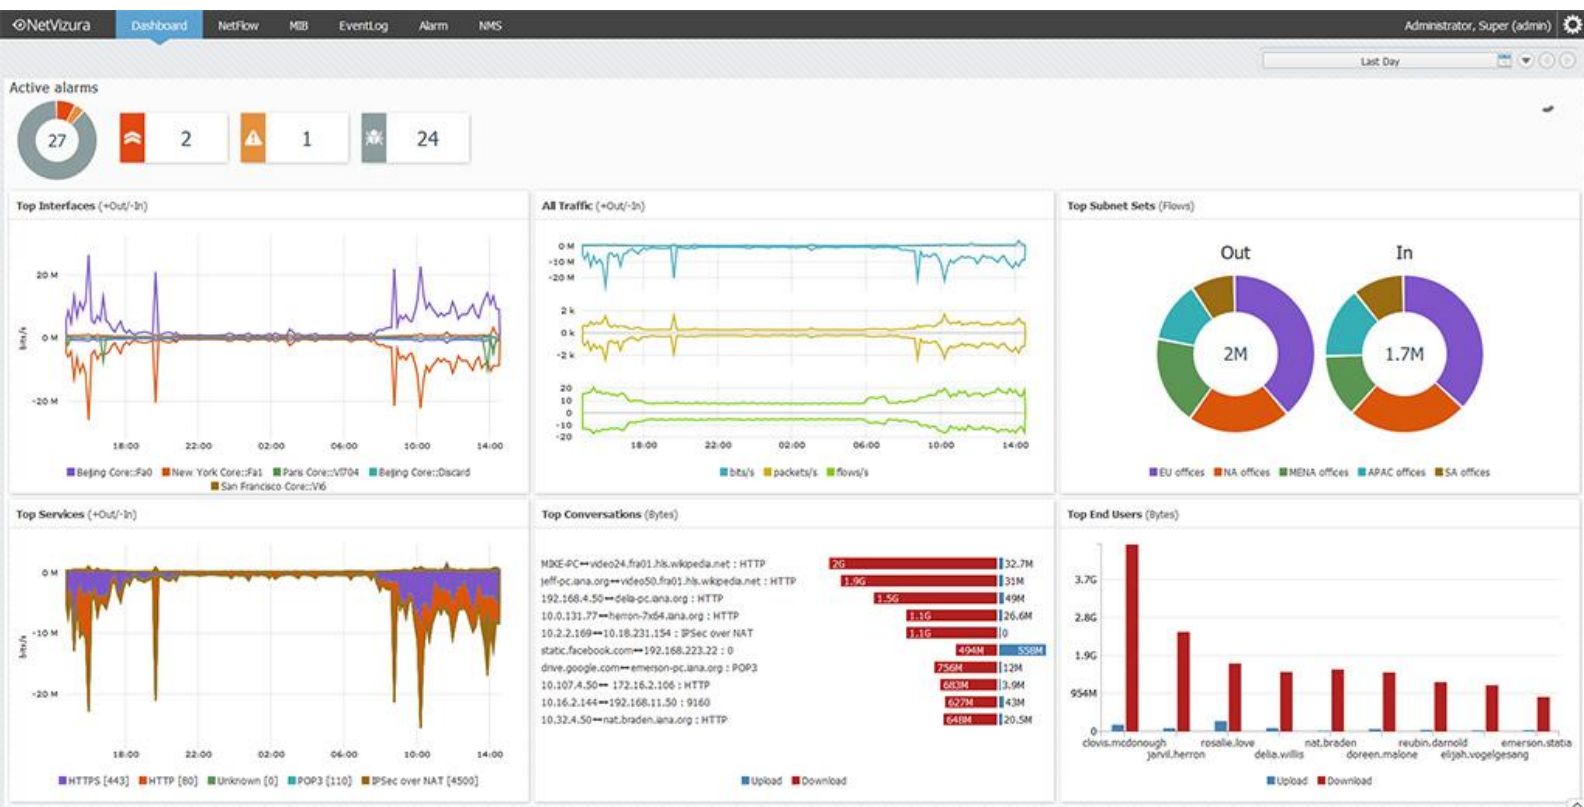 NetVizura Dashboard NetFlow MIB EventLog Alarm NMS Administrator, Super (admin)
Last Day
Active alarms
27 2 1 24
Top Interfaces (+Out/-In)
20 M
0 M
-20 M
bits/s
18:00 22:00 02:00 06:00 10:00 14:00
Beijing Core::Fa0 New York Core::Fa1 Paris Core::Vl704 Beijing Core::Discard
San Francisco Core::Vl6
All Traffic (+Out/-In)
0 M
-10 M
-20 M
2 k
0 k
-2 k
20
10
0
-10
-20
18:00 22:00 02:00 06:00 10:00 14:00
bits/s packets/s flows/s
Top Subnet Sets (Flows)
Out In
2M 1.7M
EU offices NA offices MENA offices APAC offices SA offices
Top Services (+Out/-In)
0 M
-10 M
-20 M
bits/s
18:00 22:00 02:00 06:00 10:00 14:00
HTTPS [443] HTTP [80] Unknown [0] POP3 [110] IPSec over NAT [4500]
Top Conversations (Bytes)
MIKE-PC↔video24.fra01.hls.wikipedia.net : HTTP 2G 32.7M
jeff-pc.iana.org↔video50.fra01.hls.wikipedia.net : HTTP 1.9G 31M
192.168.4.50↔delia-pc.iana.org : HTTP 1.5G 49M
10.0.131.77↔herron-7x64.iana.org : HTTP 1.1G 26.6M
10.2.2.169↔10.18.231.154 : IPSec over NAT 1.1G 0
static.facebook.com↔192.168.223.22 : 0 494M 558M
drive.google.com↔emerson-pc.iana.org : POP3 756M 12M
10.107.4.50↔ 172.16.2.106 : HTTP 683M 3.9M
10.16.2.144↔192.168.11.50 : 9160 627M 43M
10.32.4.50↔nat.braden.iana.org : HTTP 648M 20.5M
Upload Download
Top End Users (Bytes)
3.7G
2.8G
1.9G
954M
0
clovis.mcdonough rosalie.love nat.braden reubin.darnold emerson.statia
jarvil.herron delia.willis doreen.malone elijah.vogelgesang
Upload Download